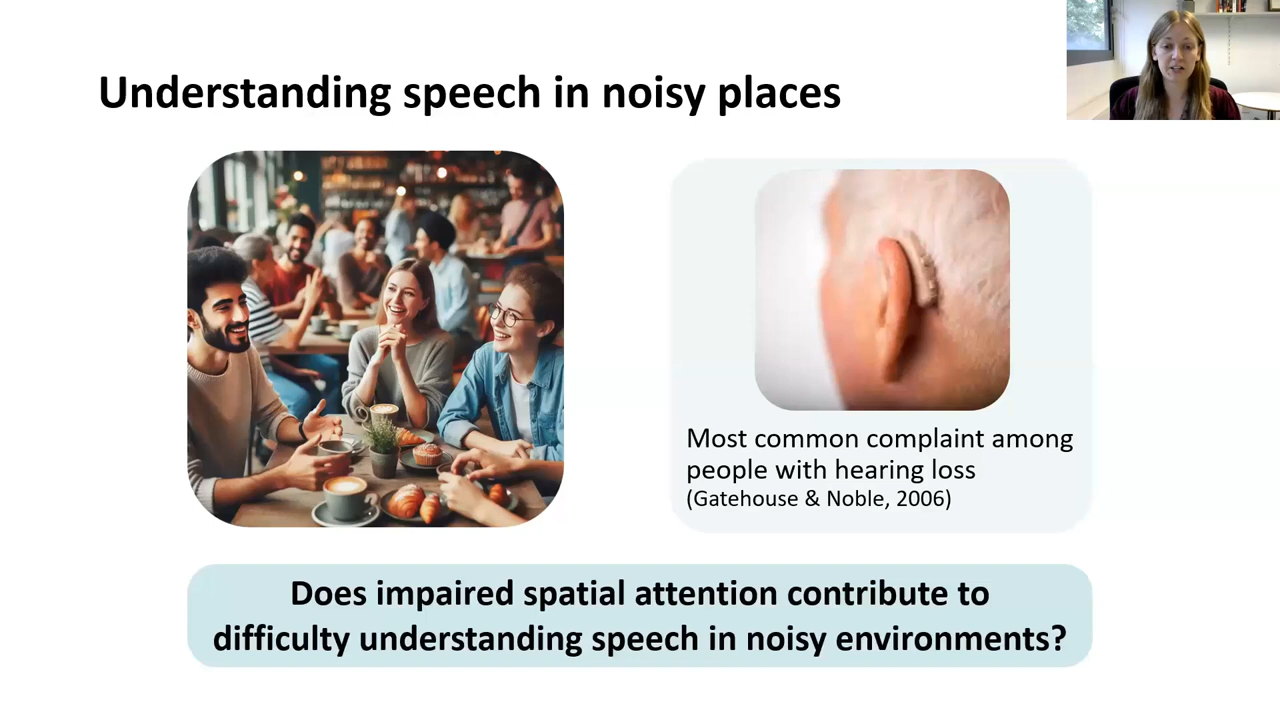 Understanding speech in noisy places
Most common complaint among
people with hearing loss
(Gatehouse & Noble, 2006)
Does impaired spatial attention contribute to
difficulty understanding speech in noisy environments?